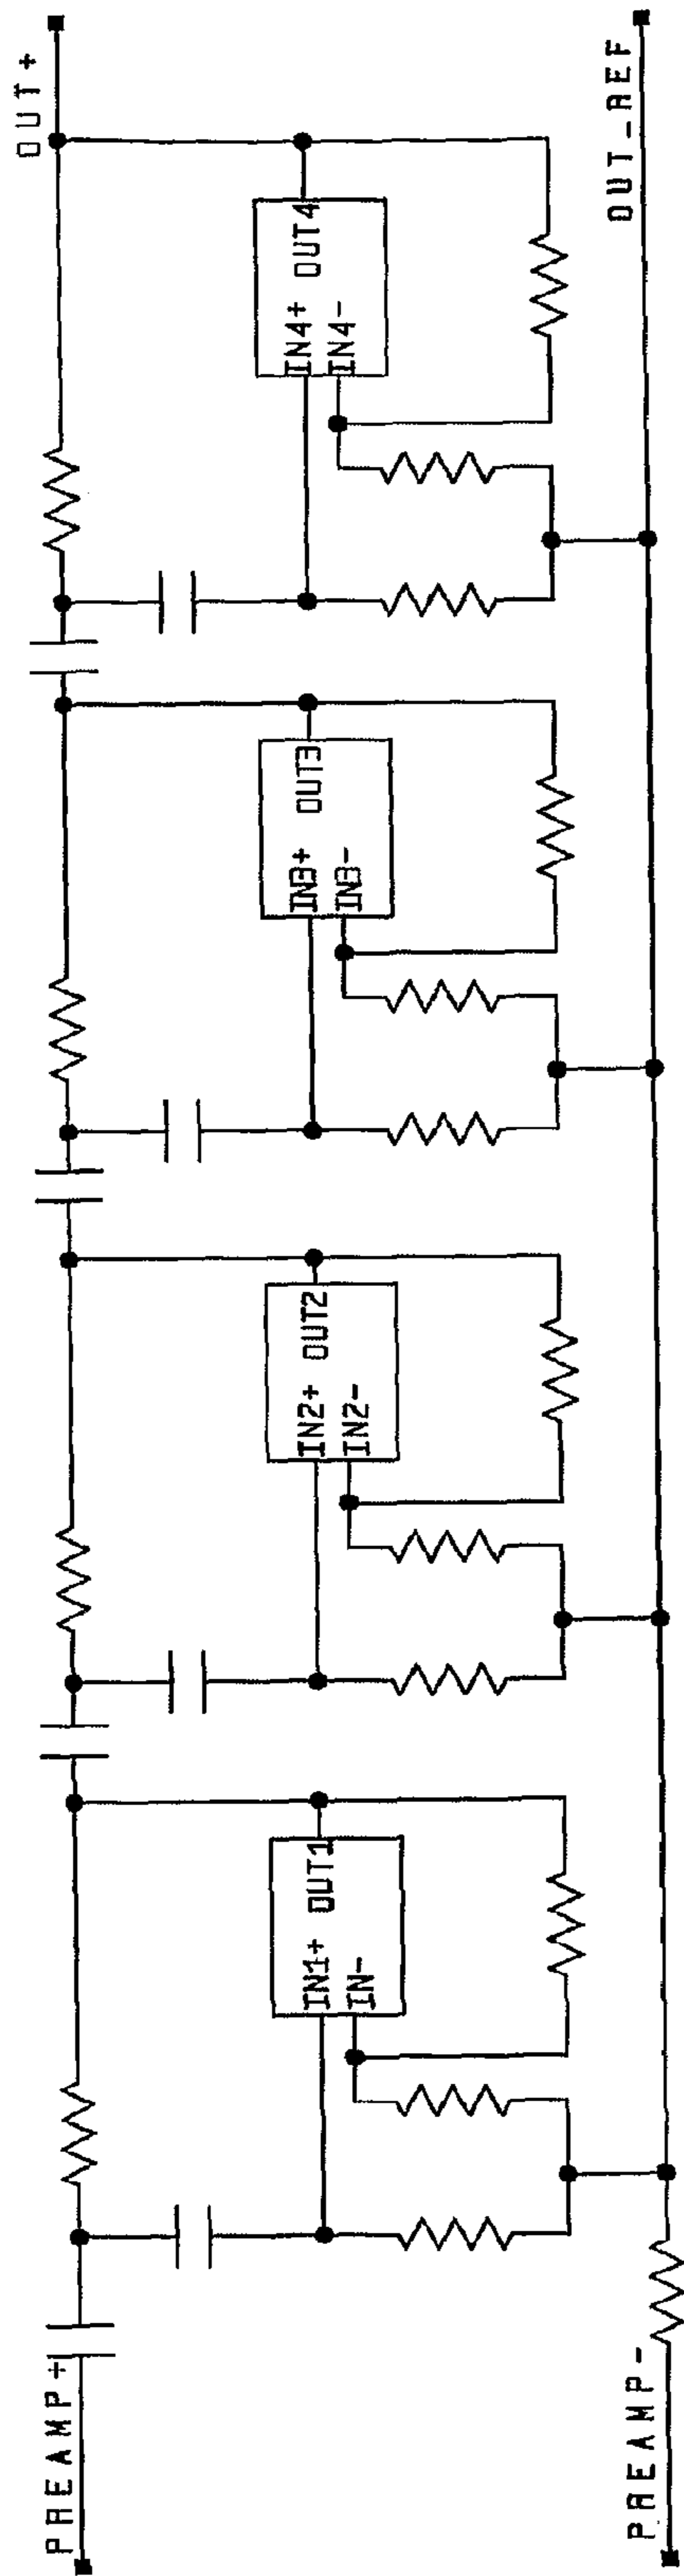 PREAMP+
PREAMP-
IN1+
IN-
OUT1
IN2+
IN2-
OUT2
IN3+
IN3-
OUT3
IN4+
IN4-
OUT4
OUT+
OUT_REF